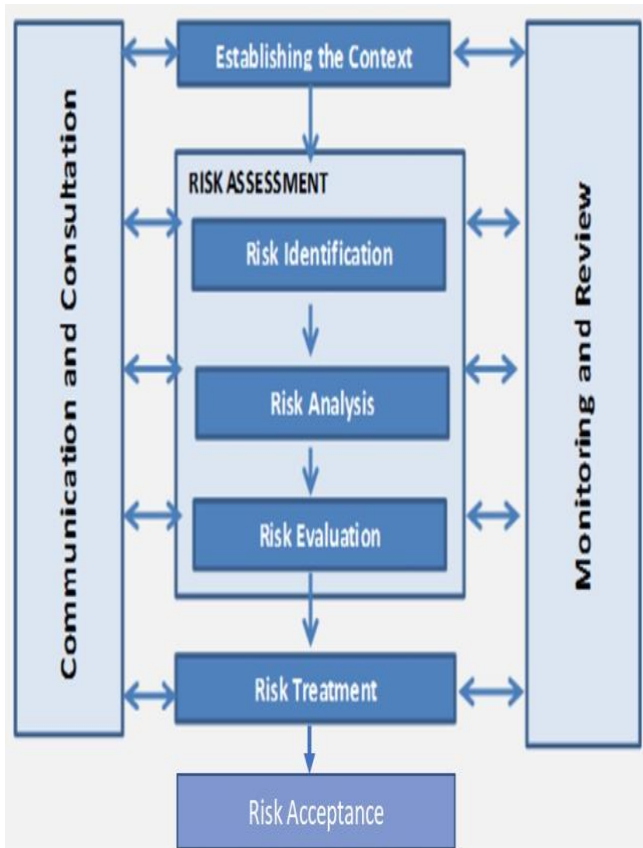 Establishing the Context
RISK ASSESSMENT
Risk Identification
Risk Analysis
Risk Evaluation
Risk Treatment
Risk Acceptance
Communication and Consultation
Monitoring and Review